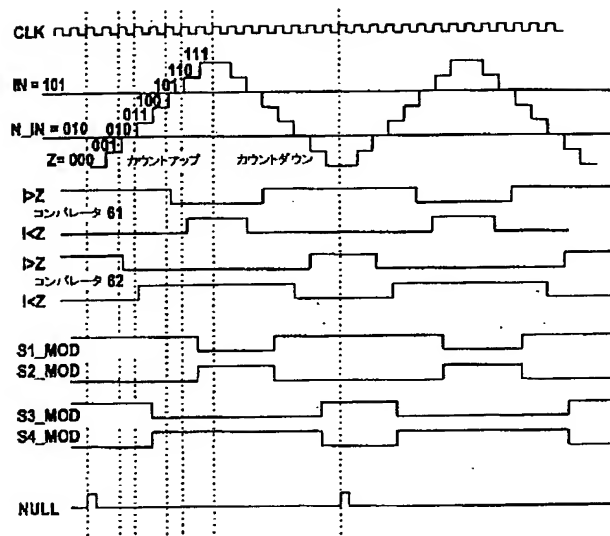 CLK
111
110
IN = 101
101
100
011
N_IN = 010
010
001
Z= 000
カウントアップ
カウントダウン
I>Z
コンパレータ 61
I<Z
I>Z
コンパレータ 62
I<Z
S1_MOD
S2_MOD
S3_MOD
S4_MOD
NULL